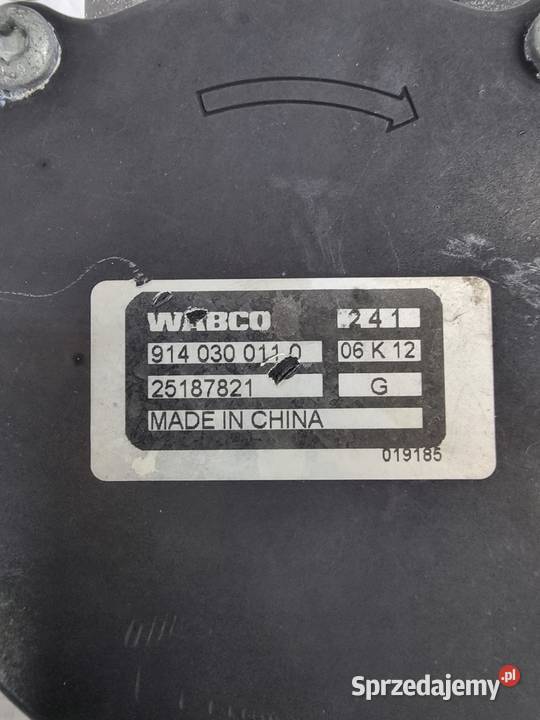 WABCO 241
914 030 011 0 06 K 12
25187821 G
MADE IN CHINA
019185
Sprzedajemy.pl